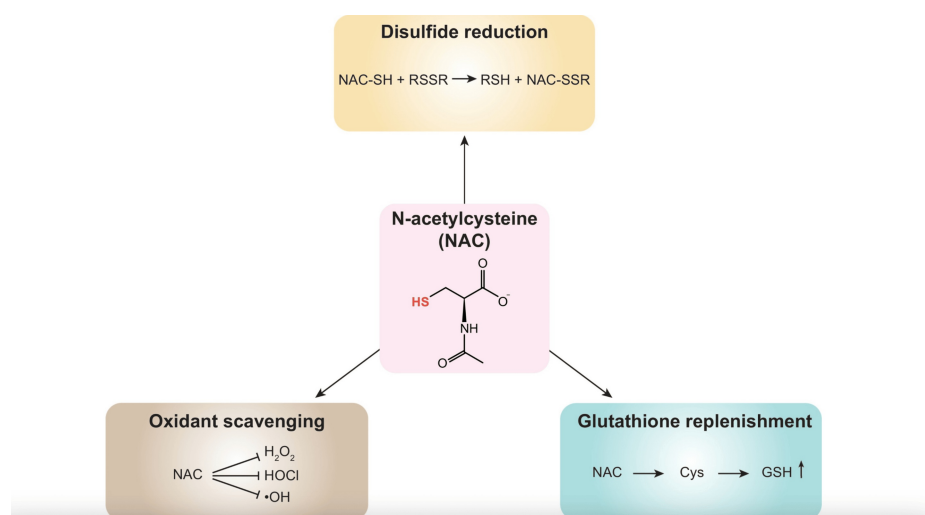 Disulfide reduction
NAC-SH + RSSR → RSH + NAC-SSR
N-acetylcysteine
(NAC)
O
HS
O⁻
NH
O
Oxidant scavenging
H₂O₂
NAC HOCl
•OH
Glutathione replenishment
NAC → Cys → GSH ↑